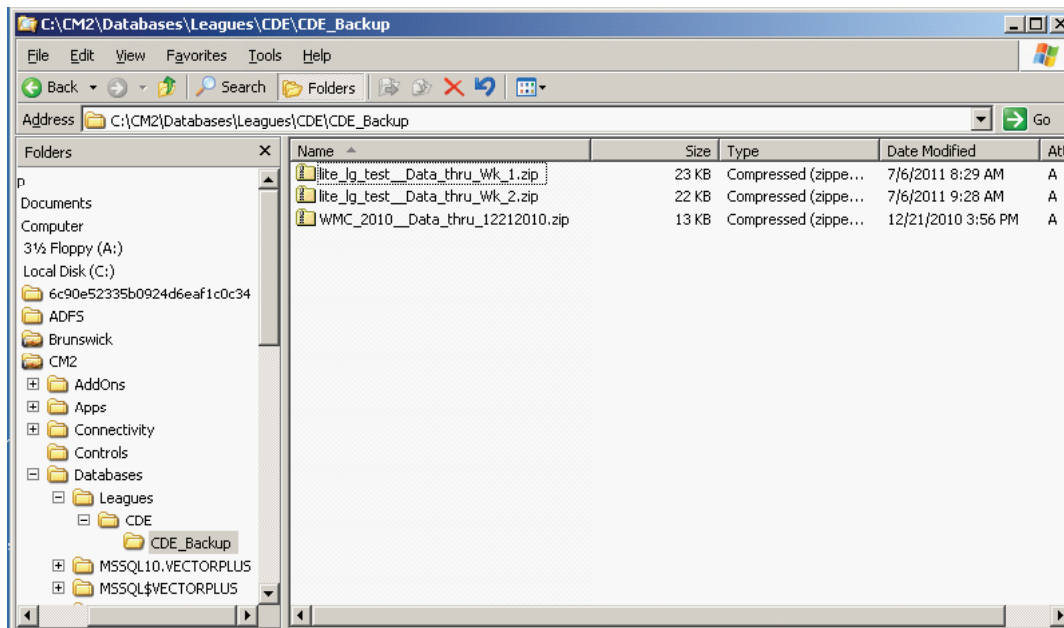 C:\CM2\Databases\Leagues\CDE\CDE_Backup
File Edit View Favorites Tools Help
Back Search Folders
Address C:\CM2\Databases\Leagues\CDE\CDE_Backup Go
Folders
Name Size Type Date Modified Att
lite_lg_test__Data_thru_Wk_1.zip 23 KB Compressed (zippe... 7/6/2011 8:29 AM A
lite_lg_test__Data_thru_Wk_2.zip 22 KB Compressed (zippe... 7/6/2011 9:28 AM A
WMC_2010__Data_thru_12212010.zip 13 KB Compressed (zippe... 12/21/2010 3:56 PM A
p
Documents
Computer
3½ Floppy (A:)
Local Disk (C:)
6c90e52335b0924d6eaf1c0c34
ADFS
Brunswick
CM2
AddOns
Apps
Connectivity
Controls
Databases
Leagues
CDE
CDE_Backup
MSSQL10.VECTORPLUS
MSSQL$VECTORPLUS